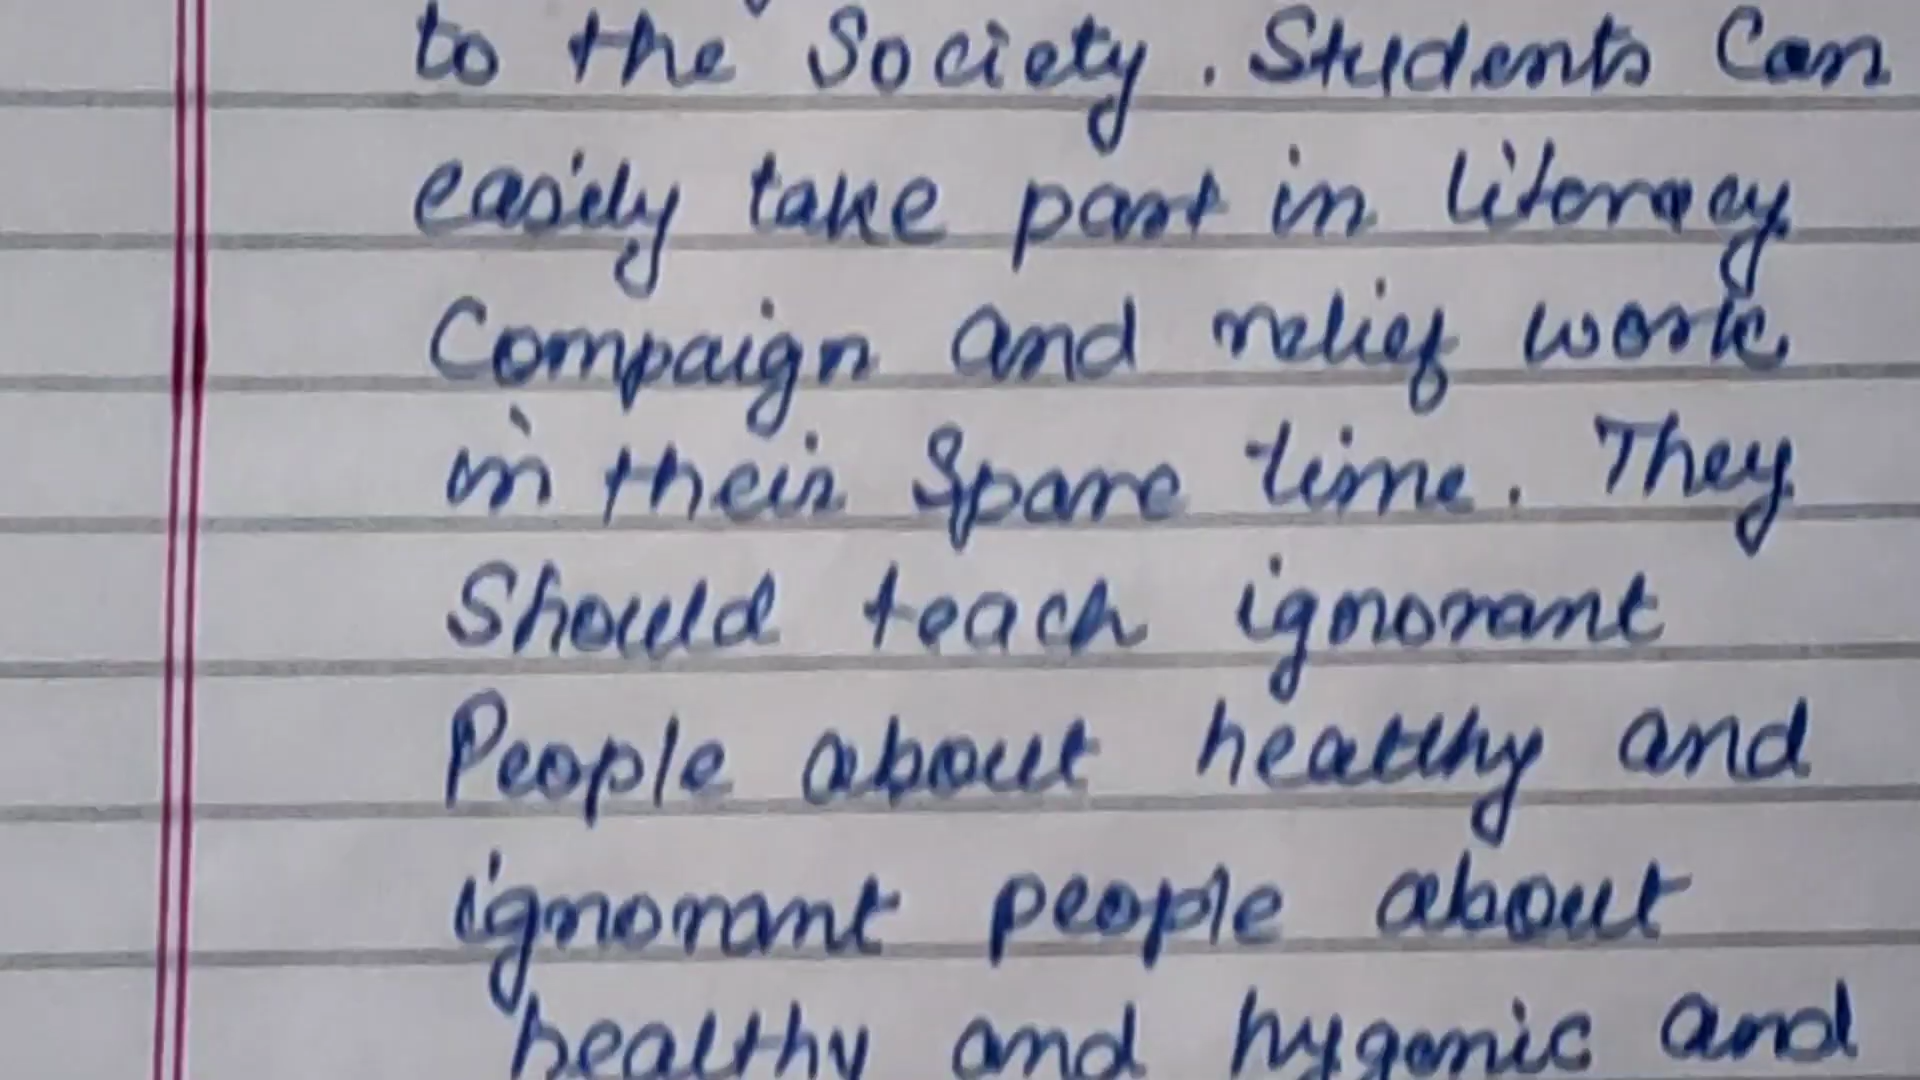 to the Society. Students Can
easily take part in literacy
Compaign and relief work
in their Spare time. They
Should teach ignorant
People about healthy and
ignorant people about
healthy and hygenic and